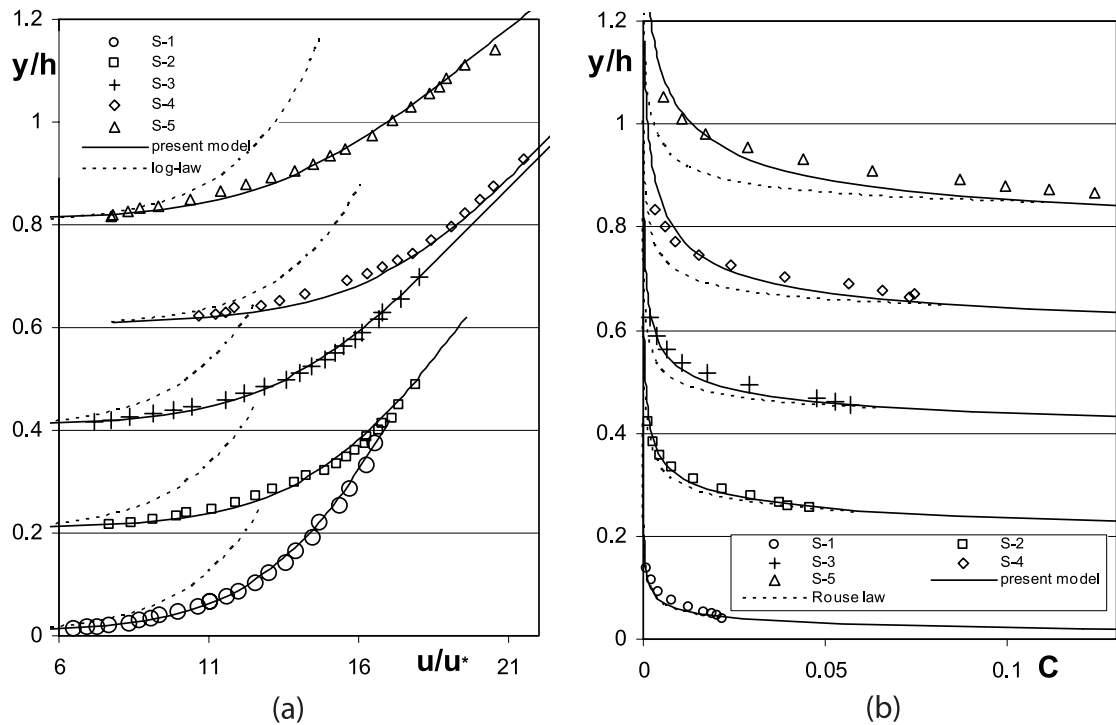 1.2
y/h
S-1
S-2
S-3
S-4
S-5
present model
log-law
1
0.8
0.6
0.4
0.2
0
6
11
16
21
u/u*
(a)
1.2
y/h
1
0.8
0.6
0.4
0.2
0
S-1
S-2
S-3
S-4
S-5
present model
Rouse law
0
0.05
0.1
C
(b)